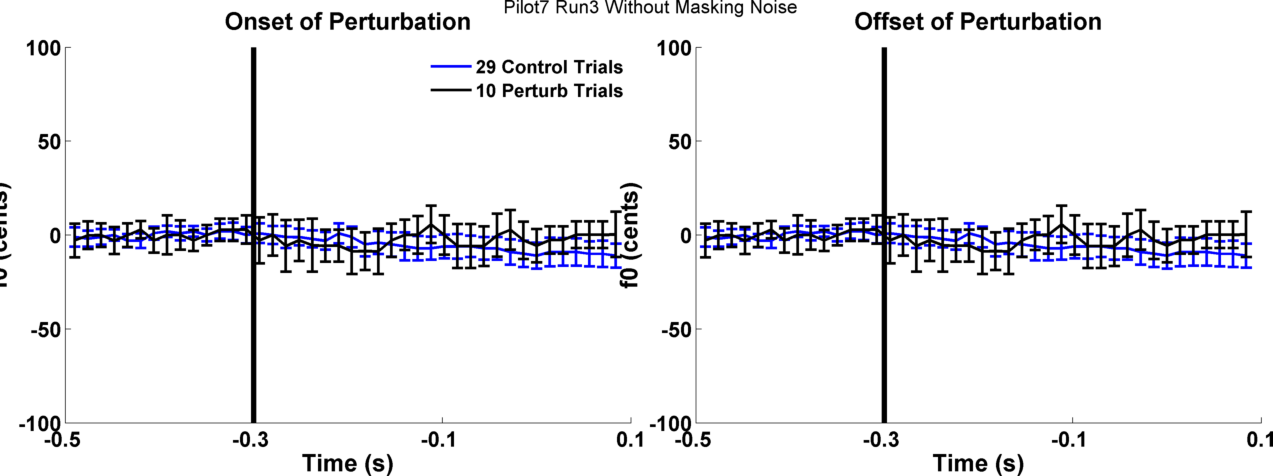 Pilot7 Run3 Without Masking Noise
Onset of Perturbation
100
50
0
-50
-100
f0 (cents)
29 Control Trials
10 Perturb Trials
-0.5
-0.3
-0.1
0.1
Time (s)
Offset of Perturbation
100
50
0
-50
-100
f0 (cents)
-0.5
-0.3
-0.1
0.1
Time (s)